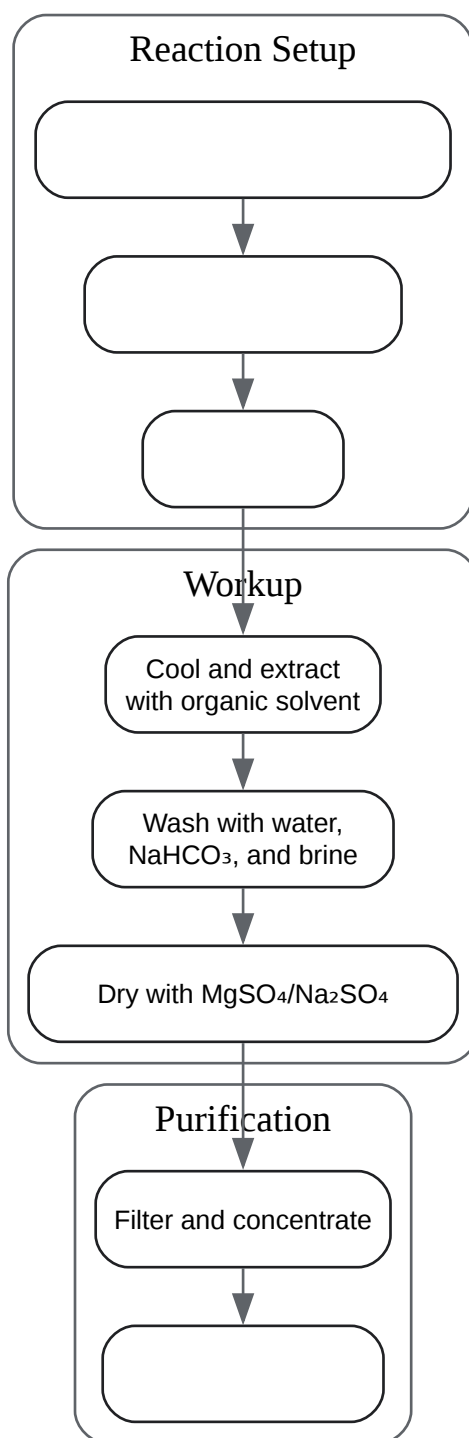 Reaction Setup
Workup
Cool and extract
with organic solvent
Wash with water,
NaHCO₃, and brine
Dry with MgSO₄/Na₂SO₄
Purification
Filter and concentrate